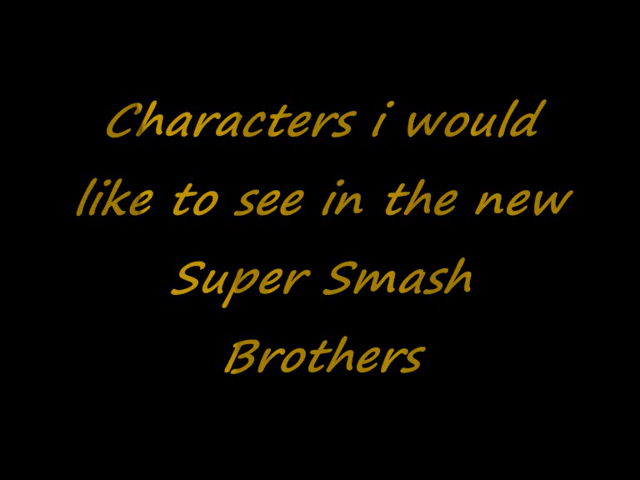 Characters i would
like to see in the new
Super Smash
Brothers